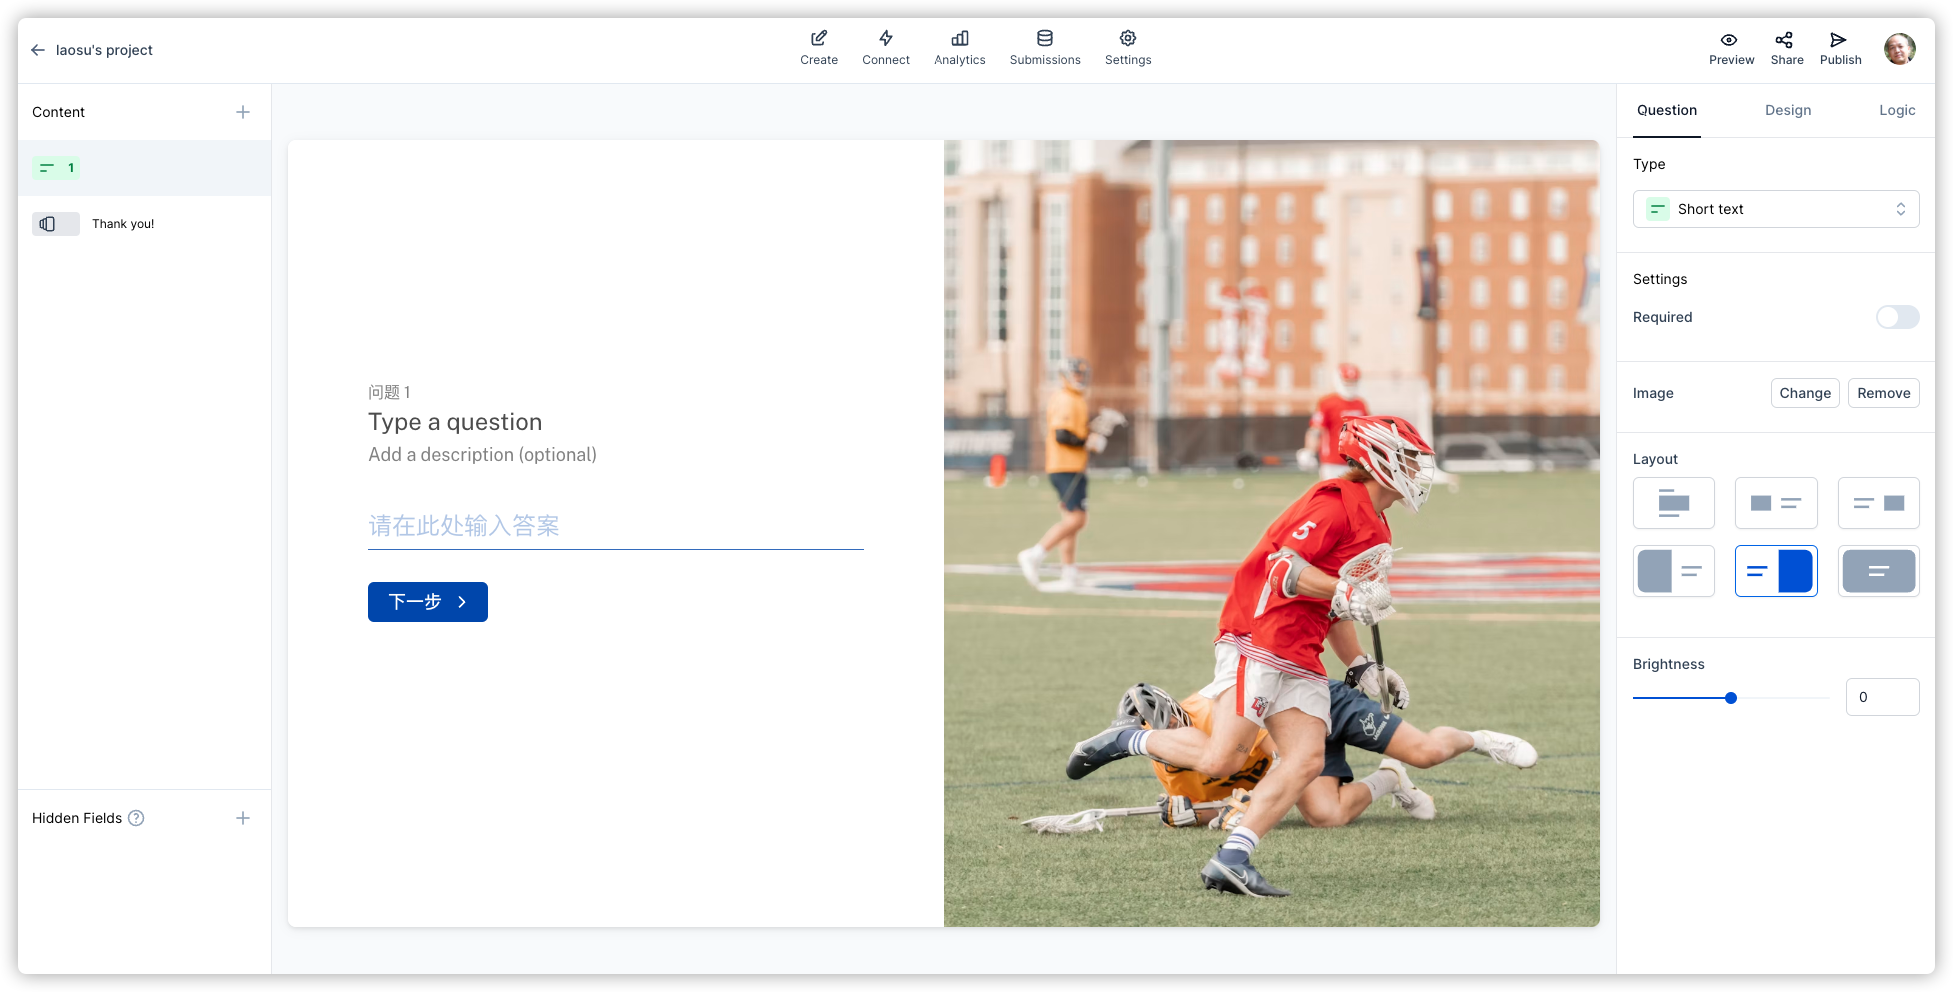 laosu's project
Create
Connect
Analytics
Submissions
Settings
Preview
Share
Publish
Content
1
Thank you!
Hidden Fields
?
问题 1
Type a question
Add a description (optional)
请在此处输入答案
下一步
5
Question
Design
Logic
Type
Short text
Settings
Required
Image
Change
Remove
Layout
Brightness
0